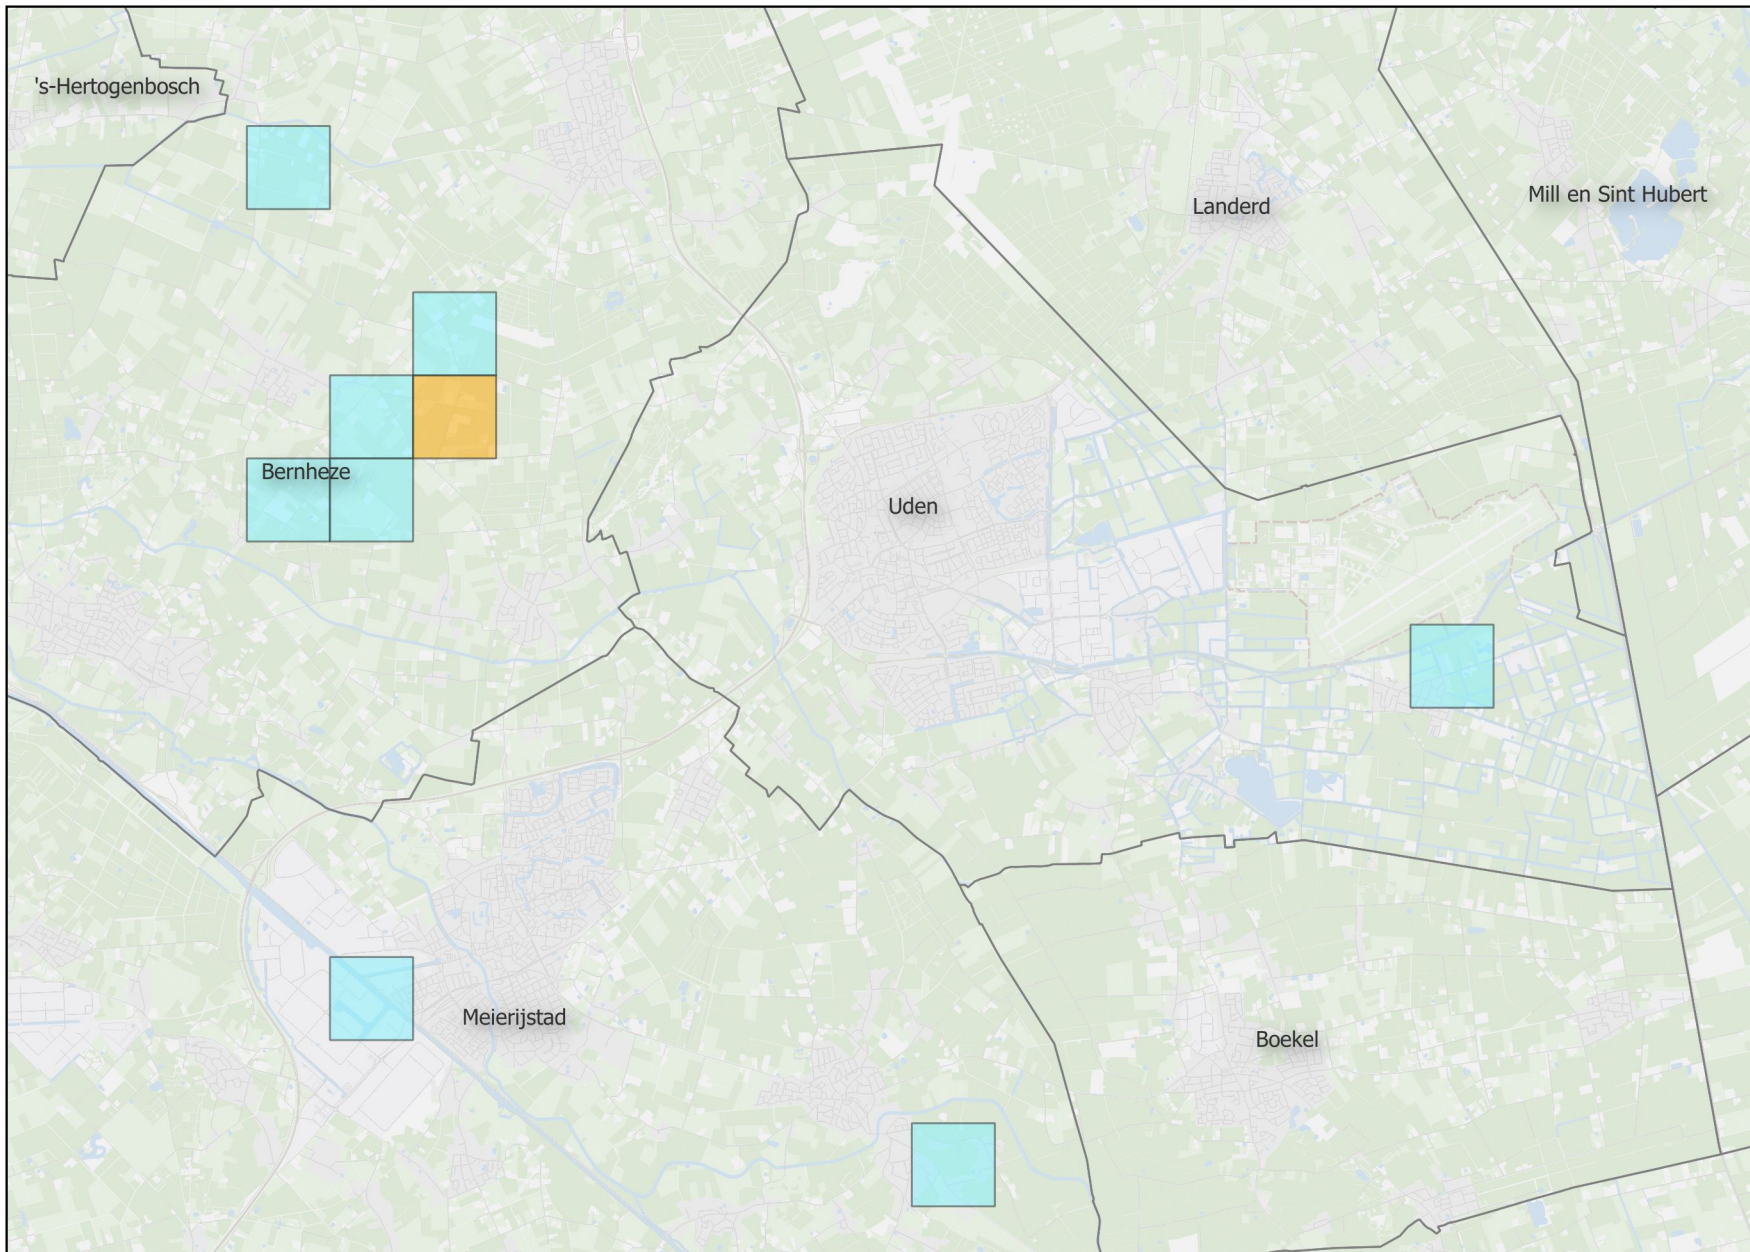 's-Hertogenbosch
Mill en Sint Hubert
Landerd
Bernheze
Uden
Meierijstad
Boekel